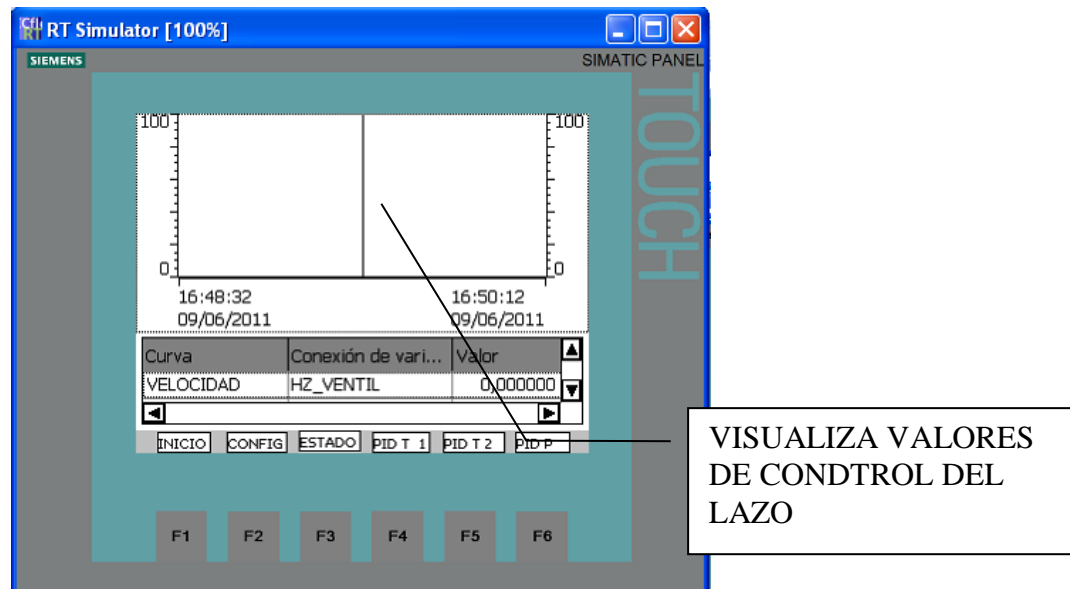 RT Simulator [100%]
SIEMENS
SIMATIC PANEL
TOUCH
100
100
0
0
16:48:32
16:50:12
09/06/2011
09/06/2011
Curva Conexión de vari... Valor
VELOCIDAD HZ_VENTIL 0,000000
INICIO CONFIG ESTADO PID T 1 PID T 2 PID P
F1 F2 F3 F4 F5 F6
VISUALIZA VALORES
DE CONDTROL DEL
LAZO